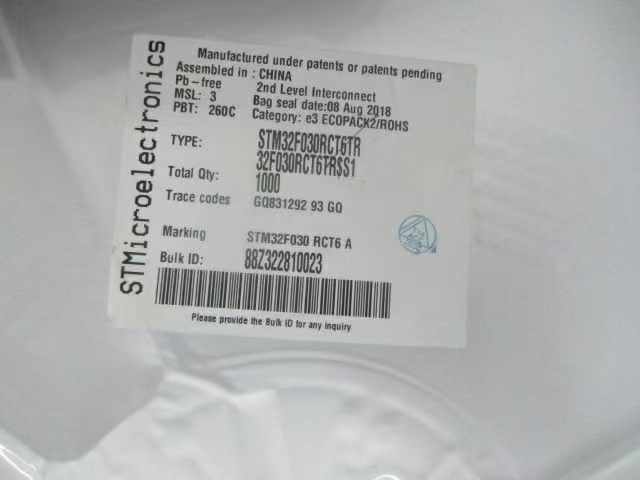 STMicroelectronics
Manufactured under patents or patents pending
Assembled in : CHINA
Pb-free 2nd Level Interconnect
MSL: 3 Bag seal date:08 Aug 2018
PBT: 260C Category: e3 ECOPACK2/ROHS
TYPE: STM32F030RCT6TR
32F030RCT6TR$S1
Total Qty: 1000
Trace codes GQ831292 93 GQ
Marking STM32F030 RCT6 A
Bulk ID: 88Z322810023
Please provide the Bulk ID for any inquiry